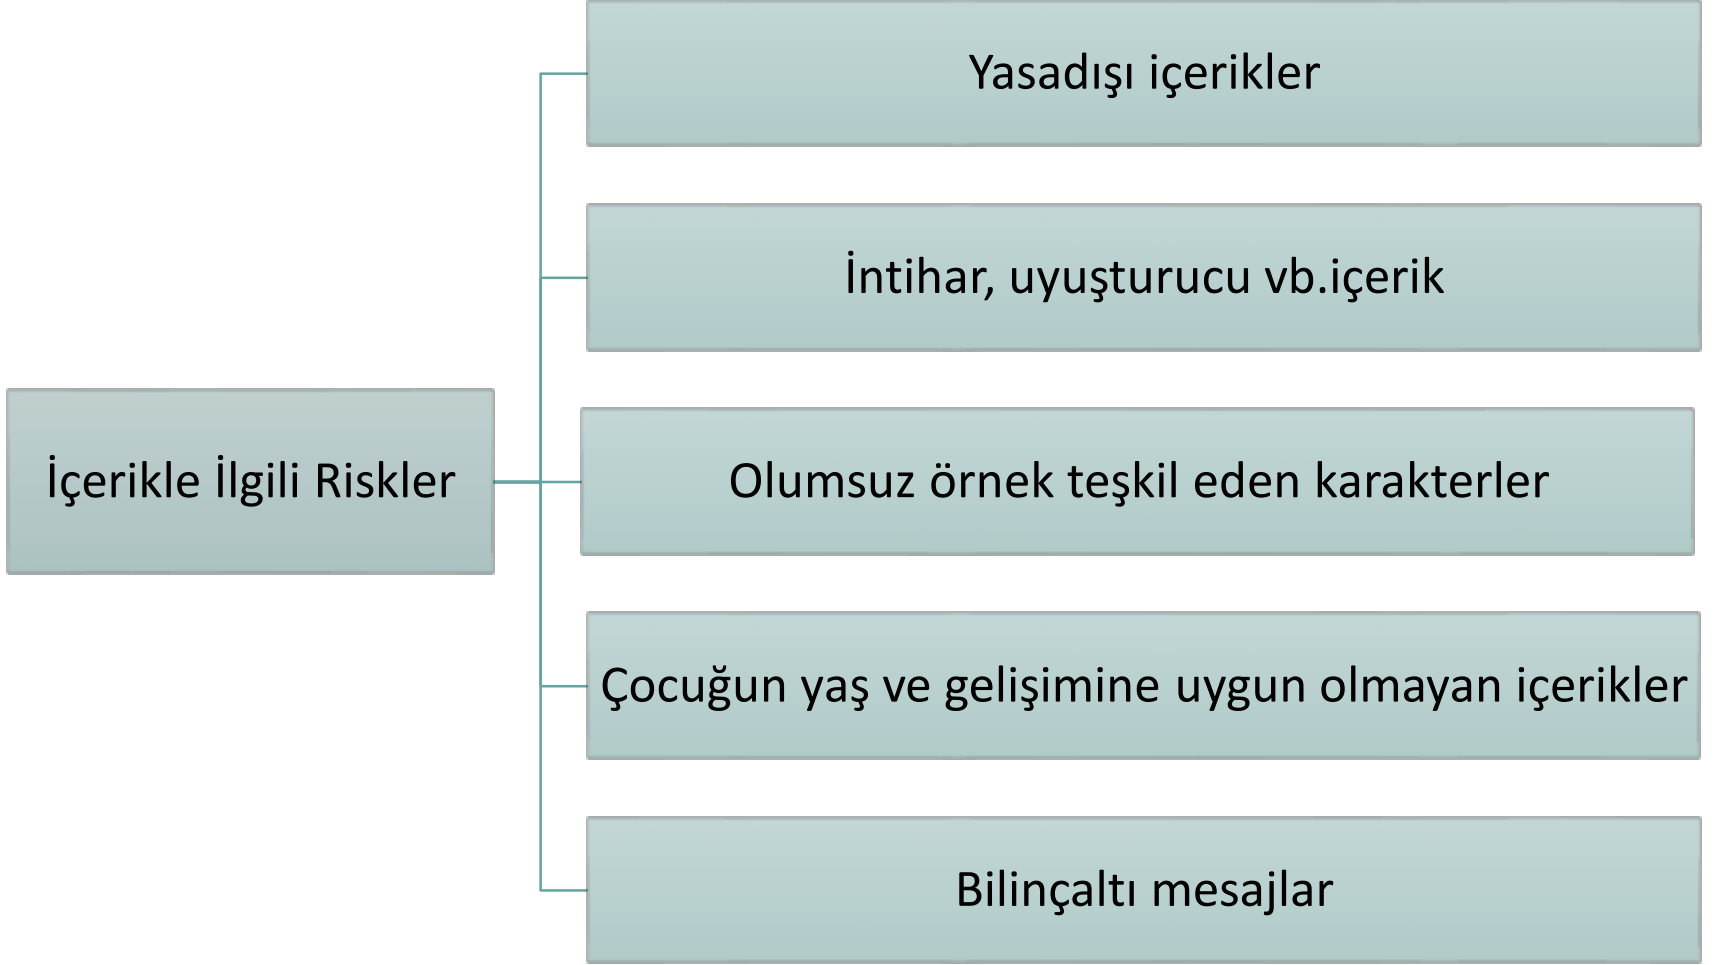 İçerikle İlgili Riskler
Yasadışı içerikler
İntihar, uyuşturucu vb.içerik
Olumsuz örnek teşkil eden karakterler
Çocuğun yaş ve gelişimine uygun olmayan içerikler
Bilinçaltı mesajlar